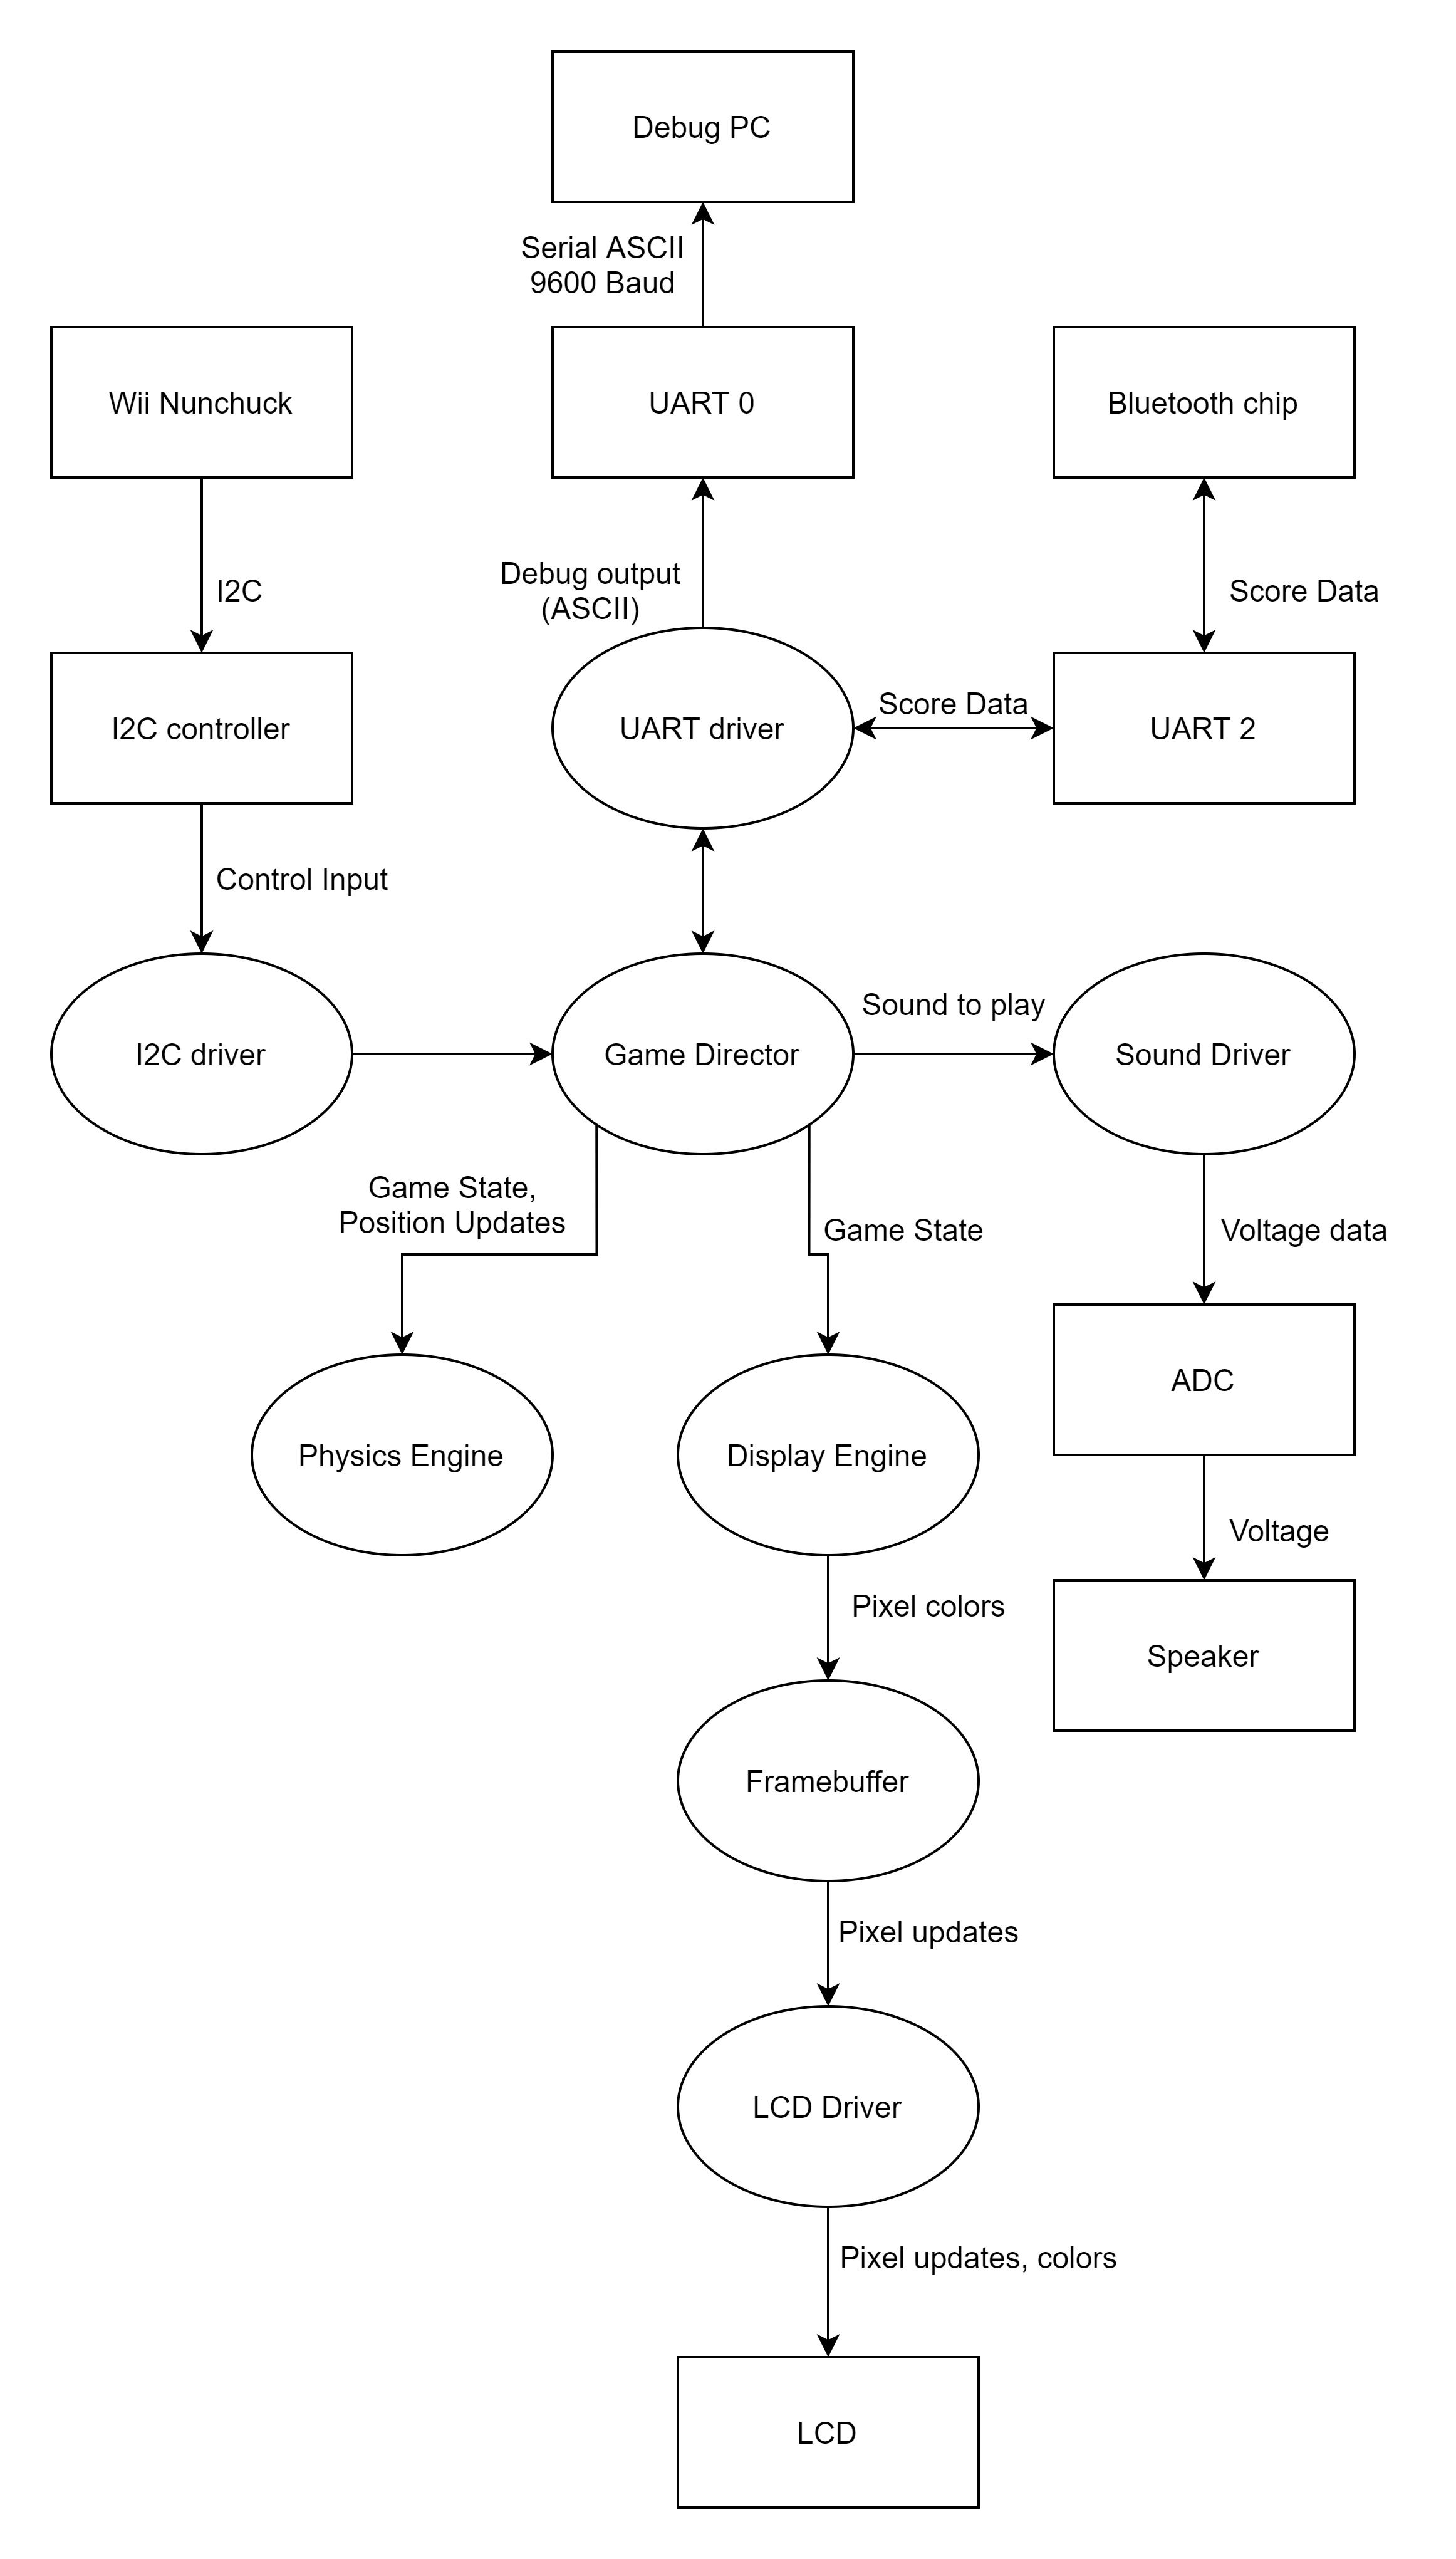 Debug PC
Serial ASCII
9600 Baud
Wii Nunchuck
UART 0
Bluetooth chip
Debug output
(ASCII)
I2C
Score Data
I2C controller
UART driver
Score Data
UART 2
Control Input
I2C driver
Game Director
Sound to play
Sound Driver
Game State,
Position Updates
Game State
Voltage data
Physics Engine
Display Engine
ADC
Voltage
Pixel colors
Speaker
Framebuffer
Pixel updates
LCD Driver
Pixel updates, colors
LCD